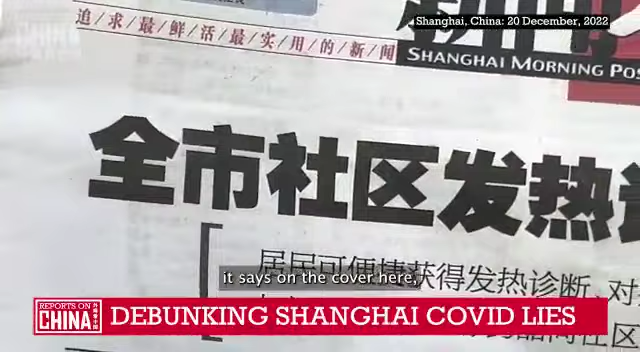 Shanghai, China: 20 December, 2022
追/求/最/鲜/活/最/实/用/的/新/闻
SHANGHAI MORNING POS
全市社区发热
居民可便捷获得发热诊断、对
it says on the cover here,
REPORTS ON
CHINA
DEBUNKING SHANGHAI COVID LIES